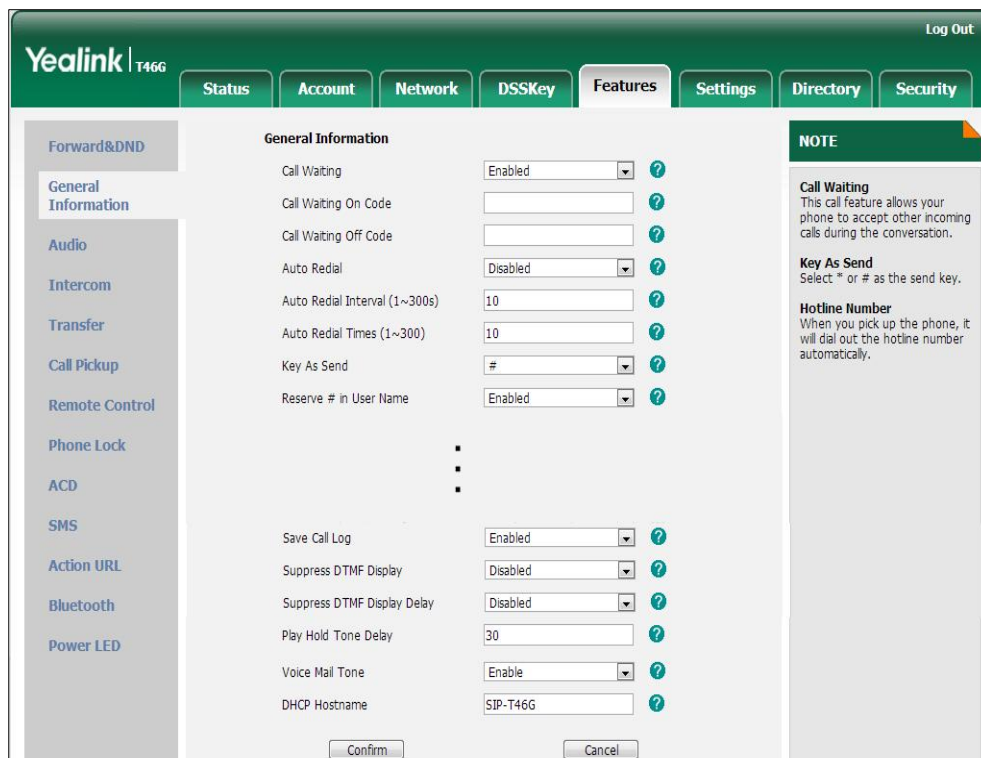 Log Out
Yealink T46G
Status Account Network DSSKey Features Settings Directory Security
Forward&DND
General
Information
Audio
Intercom
Transfer
Call Pickup
Remote Control
Phone Lock
ACD
SMS
Action URL
Bluetooth
Power LED
General Information
Call Waiting Enabled ?
Call Waiting On Code ?
Call Waiting Off Code ?
Auto Redial Disabled ?
Auto Redial Interval (1~300s) 10 ?
Auto Redial Times (1~300) 10 ?
Key As Send # ?
Reserve # in User Name Enabled ?
Save Call Log Enabled ?
Suppress DTMF Display Disabled ?
Suppress DTMF Display Delay Disabled ?
Play Hold Tone Delay 30 ?
Voice Mail Tone Enable ?
DHCP Hostname SIP-T46G ?
Confirm Cancel
NOTE
Call Waiting
This call feature allows your
phone to accept other incoming
calls during the conversation.
Key As Send
Select * or # as the send key.
Hotline Number
When you pick up the phone, it
will dial out the hotline number
automatically.